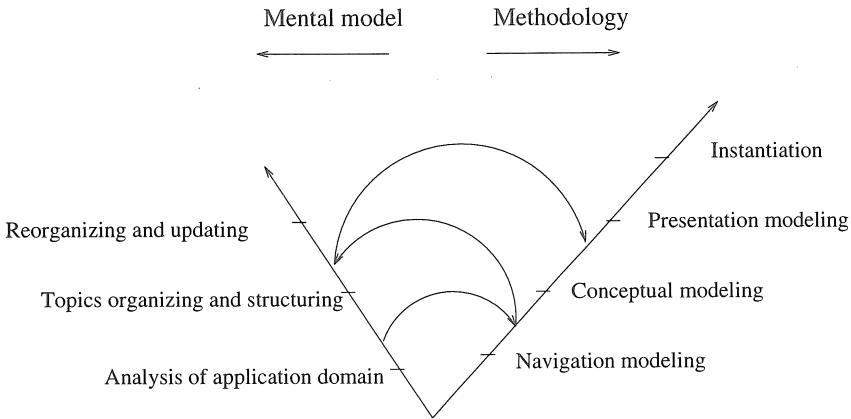 Mental model
Methodology
Instantiation
Presentation modeling
Reorganizing and updating
Conceptual modeling
Topics organizing and structuring
Navigation modeling
Analysis of application domain